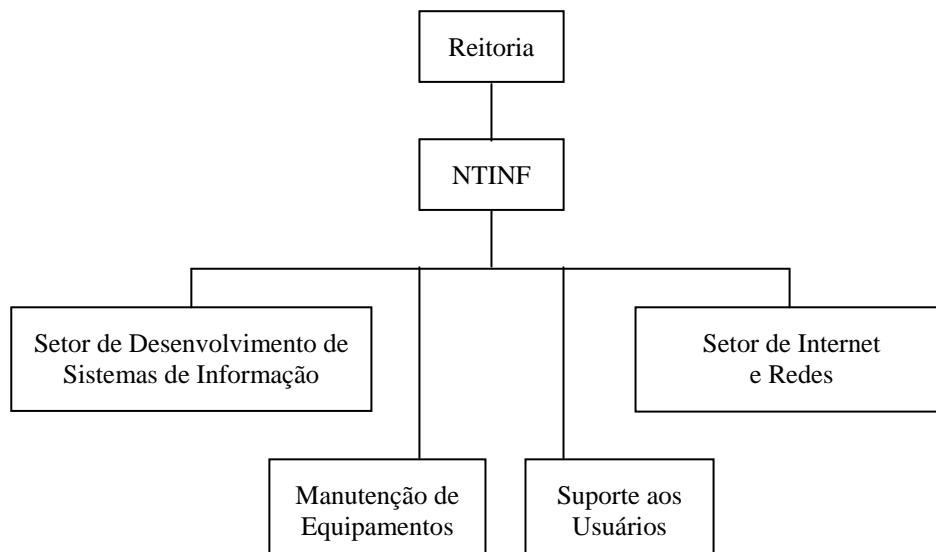 Reitoria
NTINF
Setor de Desenvolvimento de
Sistemas de Informação
Setor de Internet
e Redes
Manutenção de
Equipamentos
Suporte aos
Usuários